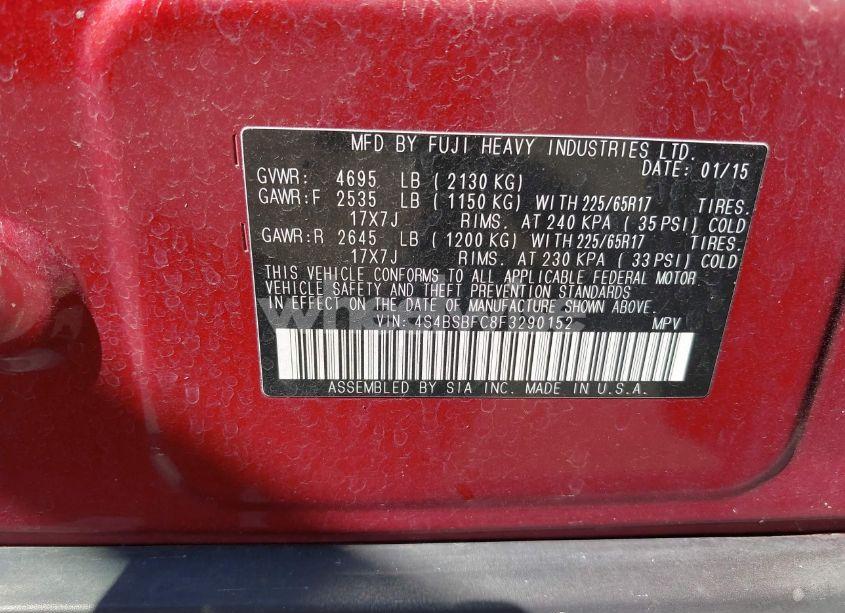 MFD BY FUJI HEAVY INDUSTRIES LTD.
DATE: 01/15
GVWR: 4695 LB ( 2130 KG)
GAWR:F 2535 LB ( 1150 KG) WITH 225/65R17 TIRES.
17X7J RIMS. AT 240 KPA ( 35 PSI) COLD
GAWR:R 2645 LB ( 1200 KG) WITH 225/65R17 TIRES.
17X7J RIMS. AT 230 KPA ( 33 PSI) COLD
THIS VEHICLE CONFORMS TO ALL APPLICABLE FEDERAL MOTOR
VEHICLE SAFETY AND THEFT PREVENTION STANDARDS
IN EFFECT ON THE DATE OF MANUFACTURE SHOWN ABOVE.
VIN: 4S4BSBFC8F3290152 MPV
ASSEMBLED BY SIA INC. MADE IN U.S.A.